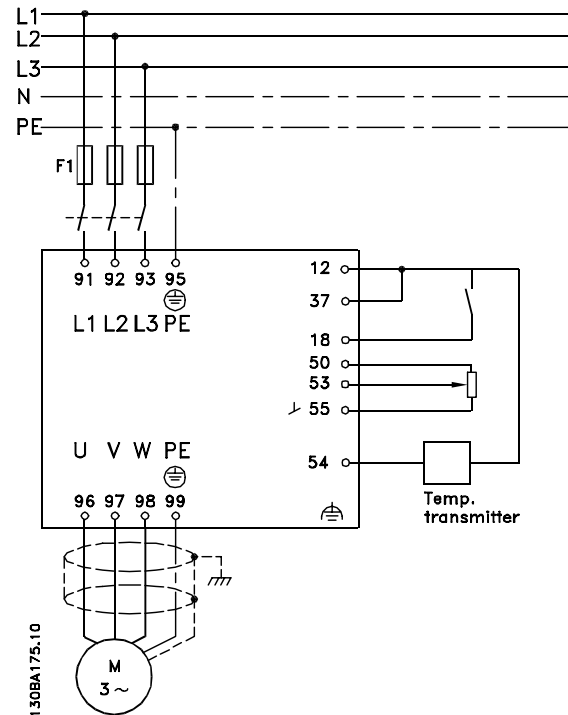 L1
L2
L3
N
PE
F1
91 92 93 95
L1 L2 L3 PE
12
37
18
50
53
55
54
Temp.
transmitter
U V W PE
96 97 98 99
M
3 ~
130BA175.10